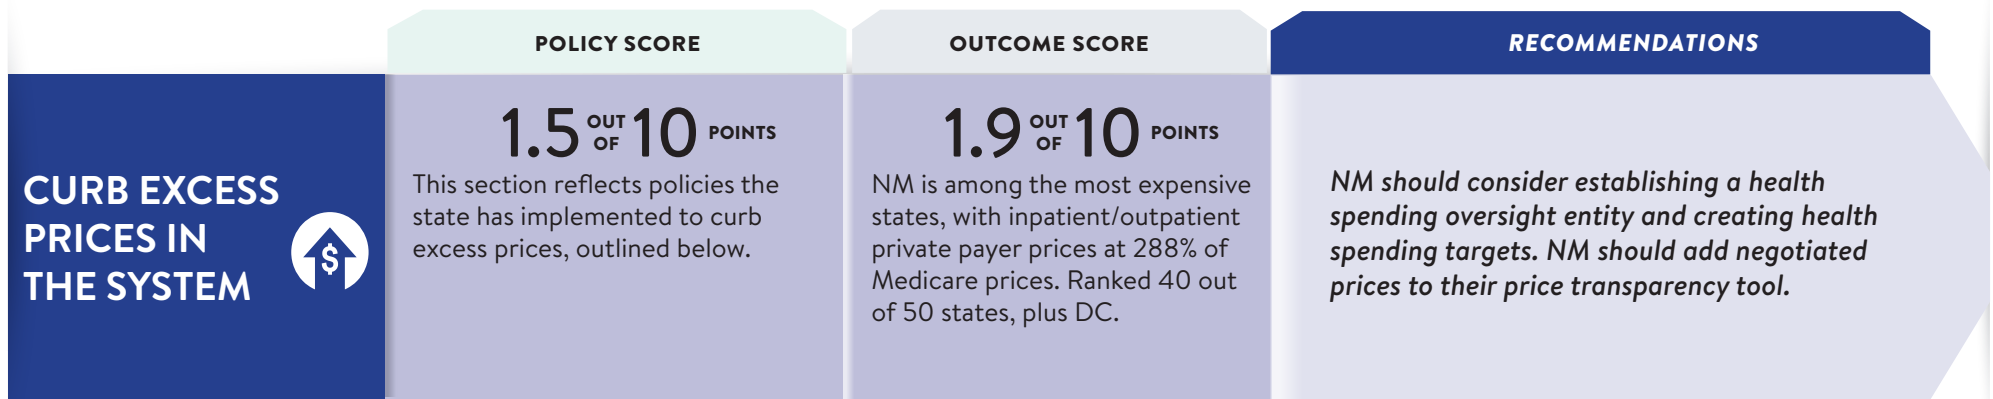 POLICY SCORE
OUTCOME SCORE
RECOMMENDATIONS
CURB EXCESS
PRICES IN
THE SYSTEM
$
1.5 OUT OF 10 POINTS
This section reflects policies the
state has implemented to curb
excess prices, outlined below.
1.9 OUT OF 10 POINTS
NM is among the most expensive
states, with inpatient/outpatient
private payer prices at 288% of
Medicare prices. Ranked 40 out
of 50 states, plus DC.
NM should consider establishing a health
spending oversight entity and creating health
spending targets. NM should add negotiated
prices to their price transparency tool.